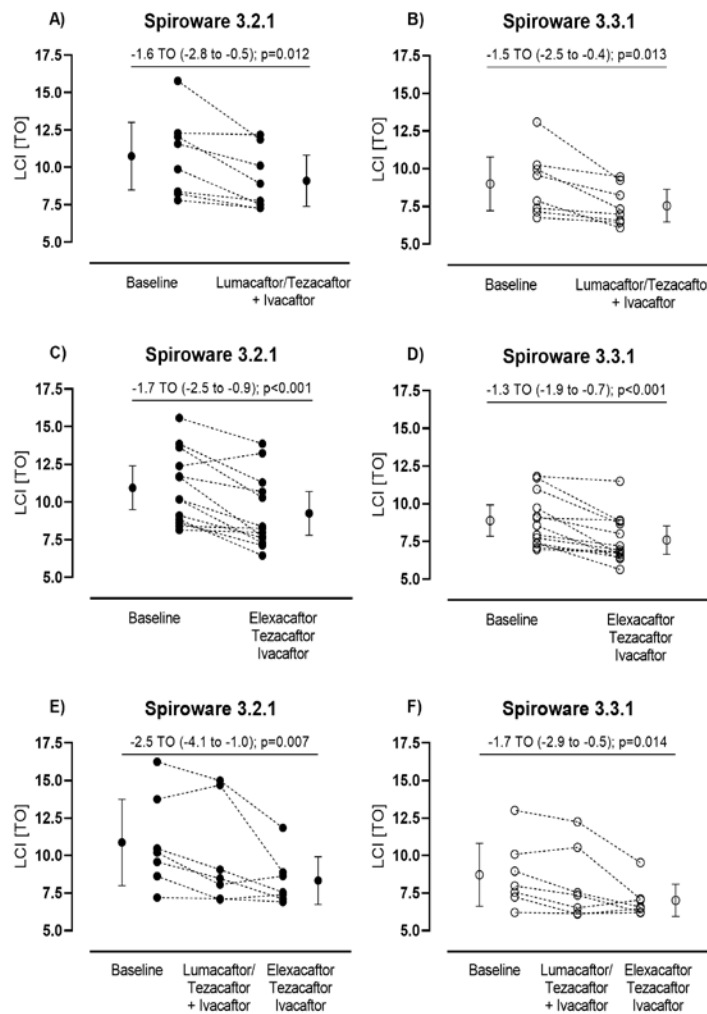 A) Spiroware 3.2.1
-1.6 TO (-2.8 to -0.5); p=0.012
17.5
15.0
12.5
10.0
7.5
5.0
LCI [TO]
Baseline
Lumacaftor/Tezacaftor
+ Ivacaftor
B) Spiroware 3.3.1
-1.5 TO (-2.5 to -0.4); p=0.013
17.5
15.0
12.5
10.0
7.5
5.0
LCI [TO]
Baseline
Lumacaftor/Tezacaftor
+ Ivacaftor
C) Spiroware 3.2.1
-1.7 TO (-2.5 to -0.9); p<0.001
17.5
15.0
12.5
10.0
7.5
5.0
LCI [TO]
Baseline
Elexacaftor
Tezacaftor
Ivacaftor
D) Spiroware 3.3.1
-1.3 TO (-1.9 to -0.7); p<0.001
17.5
15.0
12.5
10.0
7.5
5.0
LCI [TO]
Baseline
Elexacaftor
Tezacaftor
Ivacaftor
E) Spiroware 3.2.1
-2.5 TO (-4.1 to -1.0); p=0.007
17.5
15.0
12.5
10.0
7.5
5.0
LCI [TO]
Baseline
Lumacaftor/
Tezacaftor
+ Ivacaftor
Elexacaftor
Tezacaftor
Ivacaftor
F) Spiroware 3.3.1
-1.7 TO (-2.9 to -0.5); p=0.014
17.5
15.0
12.5
10.0
7.5
5.0
LCI [TO]
Baseline
Lumacaftor/
Tezacaftor
+ Ivacaftor
Elexacaftor
Tezacaftor
Ivacaftor